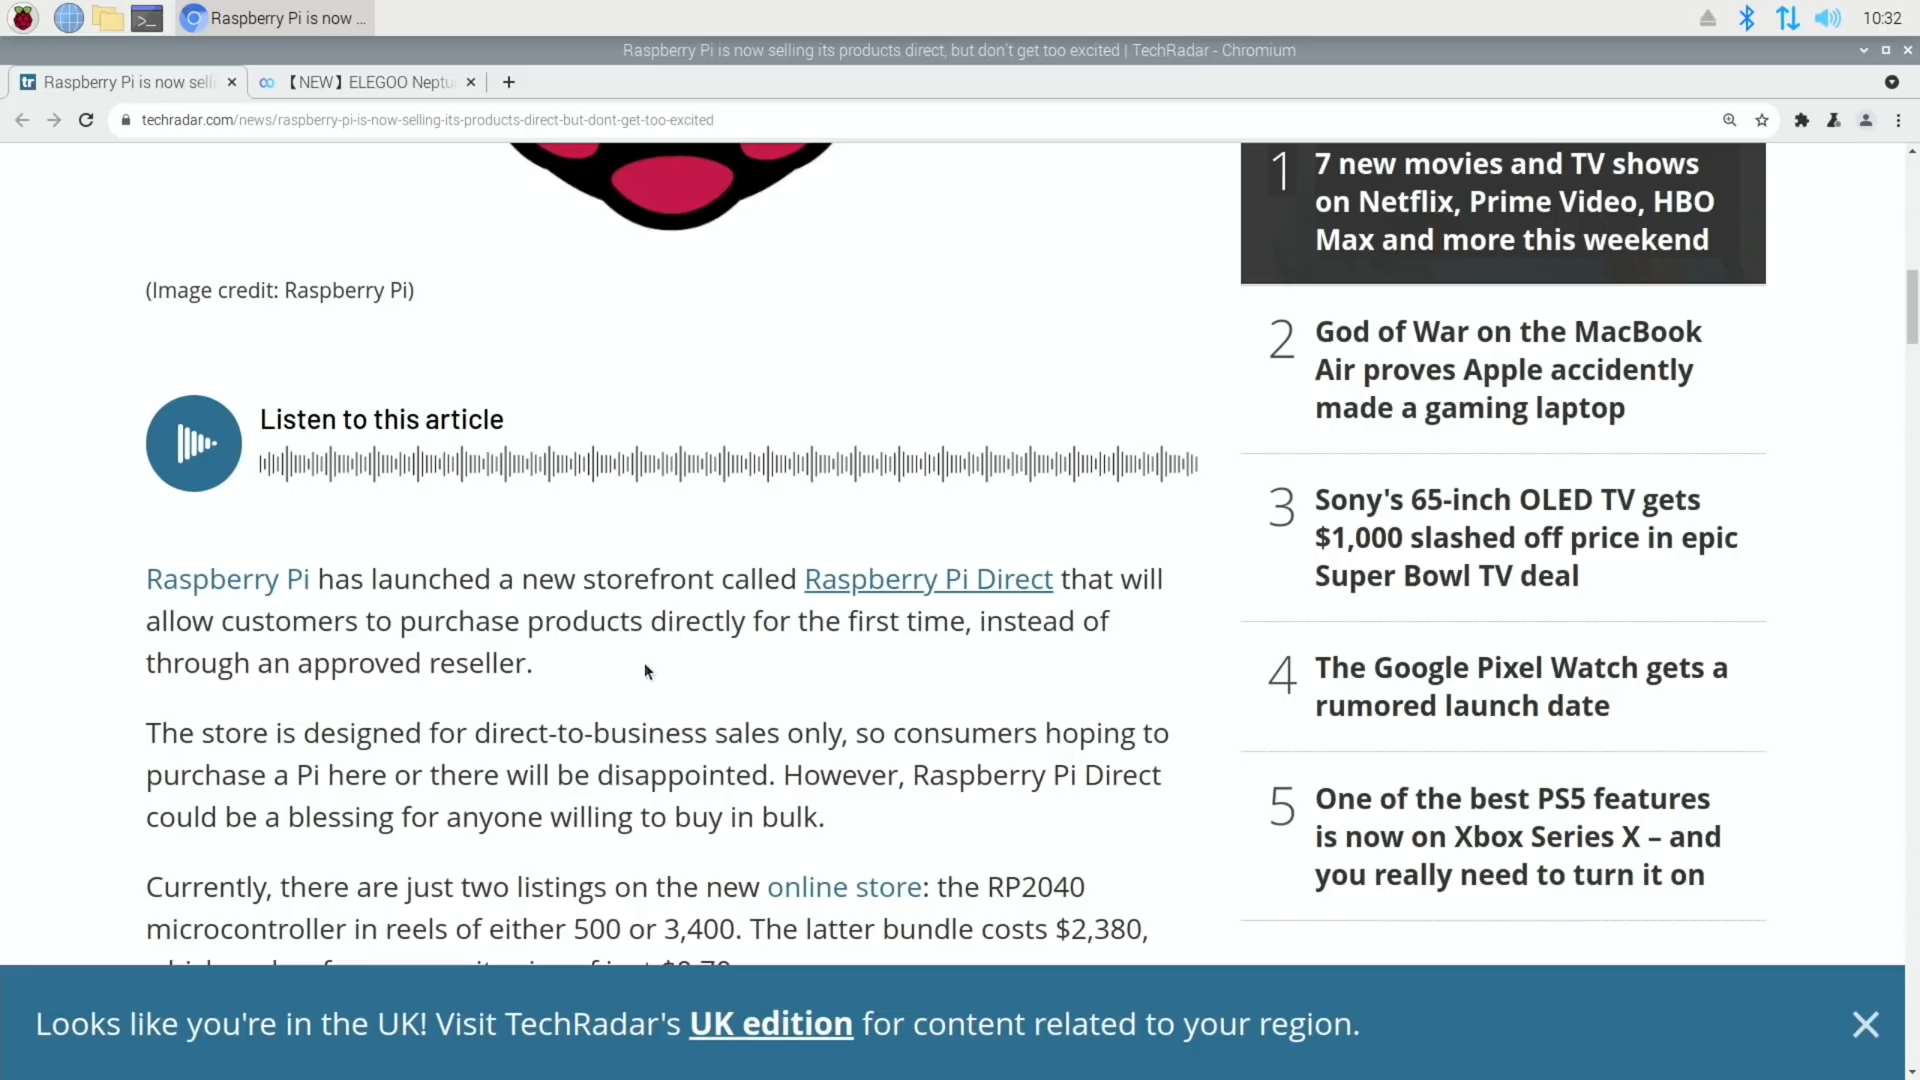 Raspberry Pi is now ...
10:32
Raspberry Pi is now selling its products direct, but don't get too excited | TechRadar - Chromium
tr Raspberry Pi is now sell
【NEW】ELEGOO Neptu
techradar.com/news/raspberry-pi-is-now-selling-its-products-direct-but-dont-get-too-excited
(Image credit: Raspberry Pi)
Listen to this article
Raspberry Pi has launched a new storefront called Raspberry Pi Direct that will
allow customers to purchase products directly for the first time, instead of
through an approved reseller.
The store is designed for direct-to-business sales only, so consumers hoping to
purchase a Pi here or there will be disappointed. However, Raspberry Pi Direct
could be a blessing for anyone willing to buy in bulk.
Currently, there are just two listings on the new online store: the RP2040
microcontroller in reels of either 500 or 3,400. The latter bundle costs $2,380,
1 7 new movies and TV shows
on Netflix, Prime Video, HBO
Max and more this weekend
2 God of War on the MacBook
Air proves Apple accidently
made a gaming laptop
3 Sony's 65-inch OLED TV gets
$1,000 slashed off price in epic
Super Bowl TV deal
4 The Google Pixel Watch gets a
rumored launch date
5 One of the best PS5 features
is now on Xbox Series X – and
you really need to turn it on
Looks like you're in the UK! Visit TechRadar's UK edition for content related to your region.